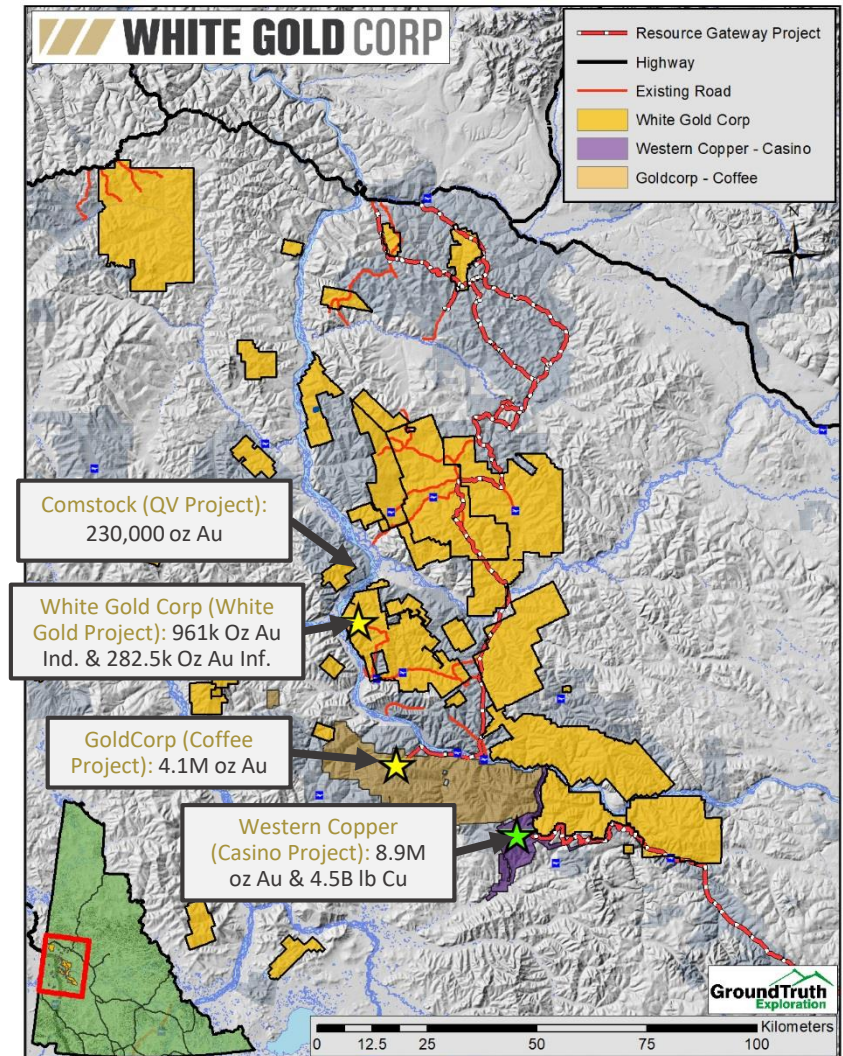 WHITE GOLD CORP
Resource Gateway Project
Highway
Existing Road
White Gold Corp
Western Copper - Casino
Goldcorp - Coffee
N
Comstock (QV Project):
230,000 oz Au
White Gold Corp (White
Gold Project): 961k Oz Au
Ind. & 282.5k Oz Au Inf.
GoldCorp (Coffee
Project): 4.1M oz Au
Western Copper
(Casino Project): 8.9M
oz Au & 4.5B lb Cu
GroundTruth
Exploration
Kilometers
0 12.5 25 50 75 100